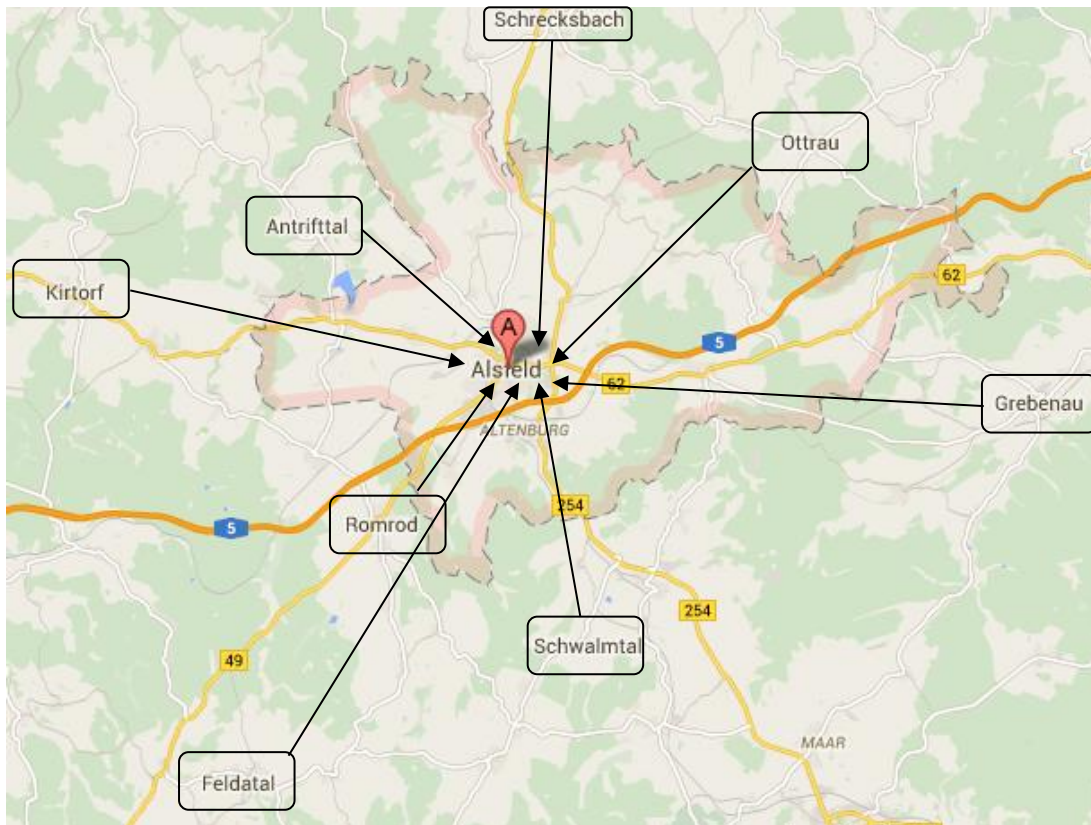 Schrecksbach
Ottrau
Antrifttal
Kirtorf
62
A
5
Alsfeld
62
Grebenau
ALTENBURG
254
Romrod
5
254
Schwalmtal
49
MAAR
Feldatal